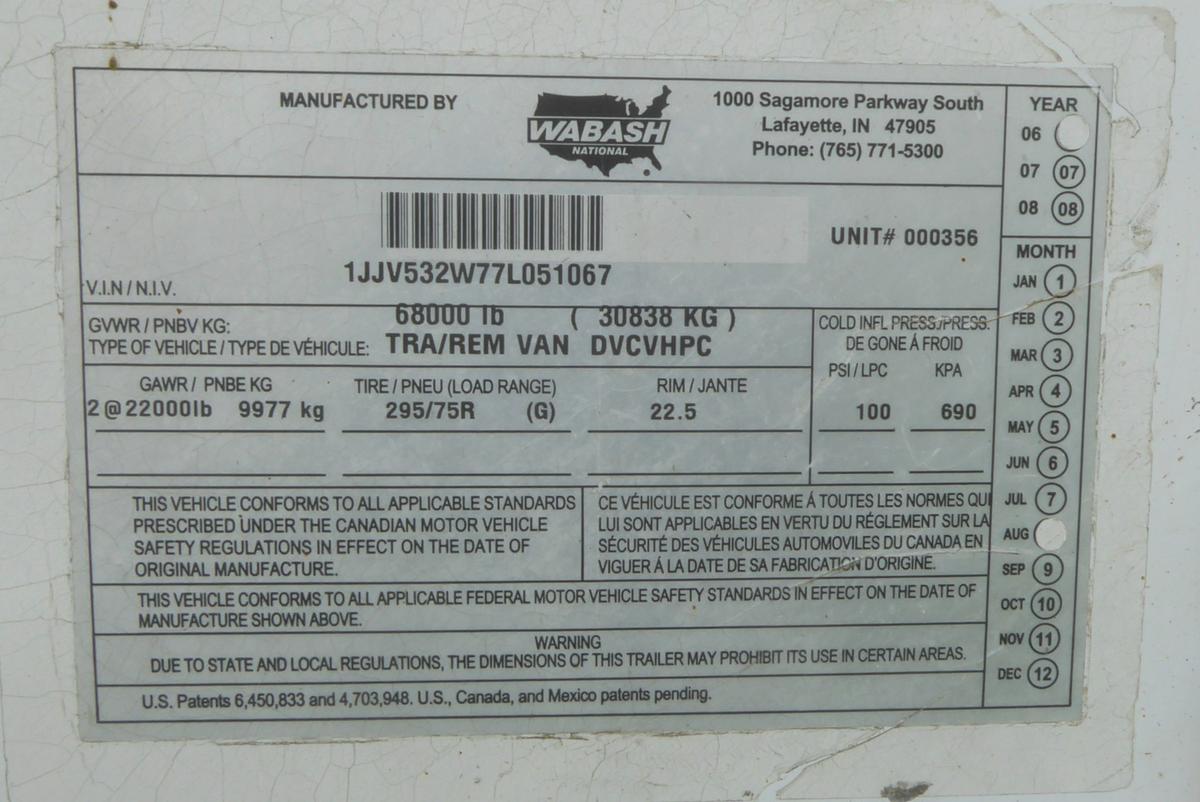 MANUFACTURED BY
WABASH
NATIONAL
1000 Sagamore Parkway South
Lafayette, IN 47905
Phone: (765) 771-5300
YEAR
06
07 07
08 08
UNIT# 000356
1JJV532W77L051067
V.I.N / N.I.V.
MONTH
JAN 1
FEB 2
MAR 3
APR 4
MAY 5
JUN 6
JUL 7
AUG
SEP 9
OCT 10
NOV 11
DEC 12
GVWR / PNBV KG: 68000 lb ( 30838 KG )
TYPE OF VEHICLE / TYPE DE VÉHICULE: TRA/REM VAN DVCVHPC
COLD INFL PRESS./PRESS.
DE GONE Á FROID
PSI / LPC KPA
GAWR / PNBE KG TIRE / PNEU (LOAD RANGE) RIM / JANTE
2@22000lb 9977 kg 295/75R (G) 22.5 100 690
THIS VEHICLE CONFORMS TO ALL APPLICABLE STANDARDS
PRESCRIBED UNDER THE CANADIAN MOTOR VEHICLE
SAFETY REGULATIONS IN EFFECT ON THE DATE OF
ORIGINAL MANUFACTURE.
CE VÉHICULE EST CONFORME Á TOUTES LES NORMES QUI
LUI SONT APPLICABLES EN VERTU DU RÉGLEMENT SUR LA
SÉCURITÉ DES VÉHICULES AUTOMOVILES DU CANADA EN
VIGUER Á LA DATE DE SA FABRICATION D'ORIGINE.
THIS VEHICLE CONFORMS TO ALL APPLICABLE FEDERAL MOTOR VEHICLE SAFETY STANDARDS IN EFFECT ON THE DATE OF
MANUFACTURE SHOWN ABOVE.
WARNING
DUE TO STATE AND LOCAL REGULATIONS, THE DIMENSIONS OF THIS TRAILER MAY PROHIBIT ITS USE IN CERTAIN AREAS.
U.S. Patents 6,450,833 and 4,703,948. U.S., Canada, and Mexico patents pending.